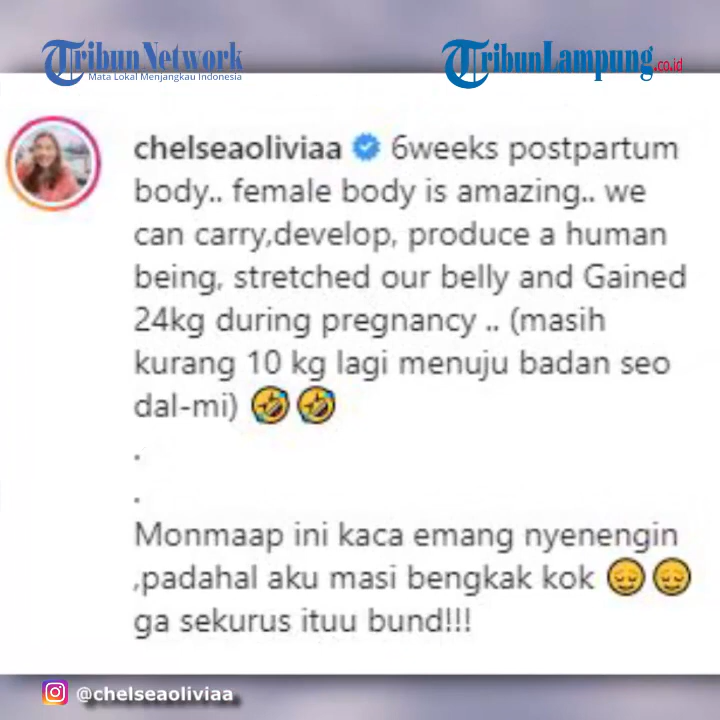 Tribun Network
Mata Lokal Menjangkau Indonesia
TribunLampung.co.id
chelseaoliviaa 6weeks postpartum
body.. female body is amazing.. we
can carry,develop, produce a human
being, stretched our belly and Gained
24kg during pregnancy .. (masih
kurang 10 kg lagi menuju badan seo
dal-mi) 🤣🤣
.
.
Monmaap ini kaca emang nyenengin
,padahal aku masi bengkak kok 😌😌
ga sekurus ituu bund!!!
@chelseaoliviaa